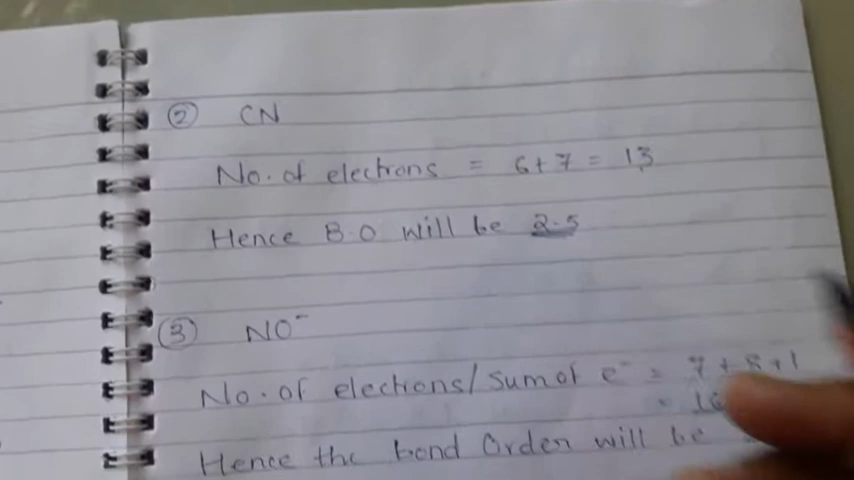 ② CN
No. of electrons = 6+7 = 13
Hence B.O will be 2.5
③ NO⁻
No. of electrons/sum of e⁻ = 7+8+1
= 16
Hence the bond order will be